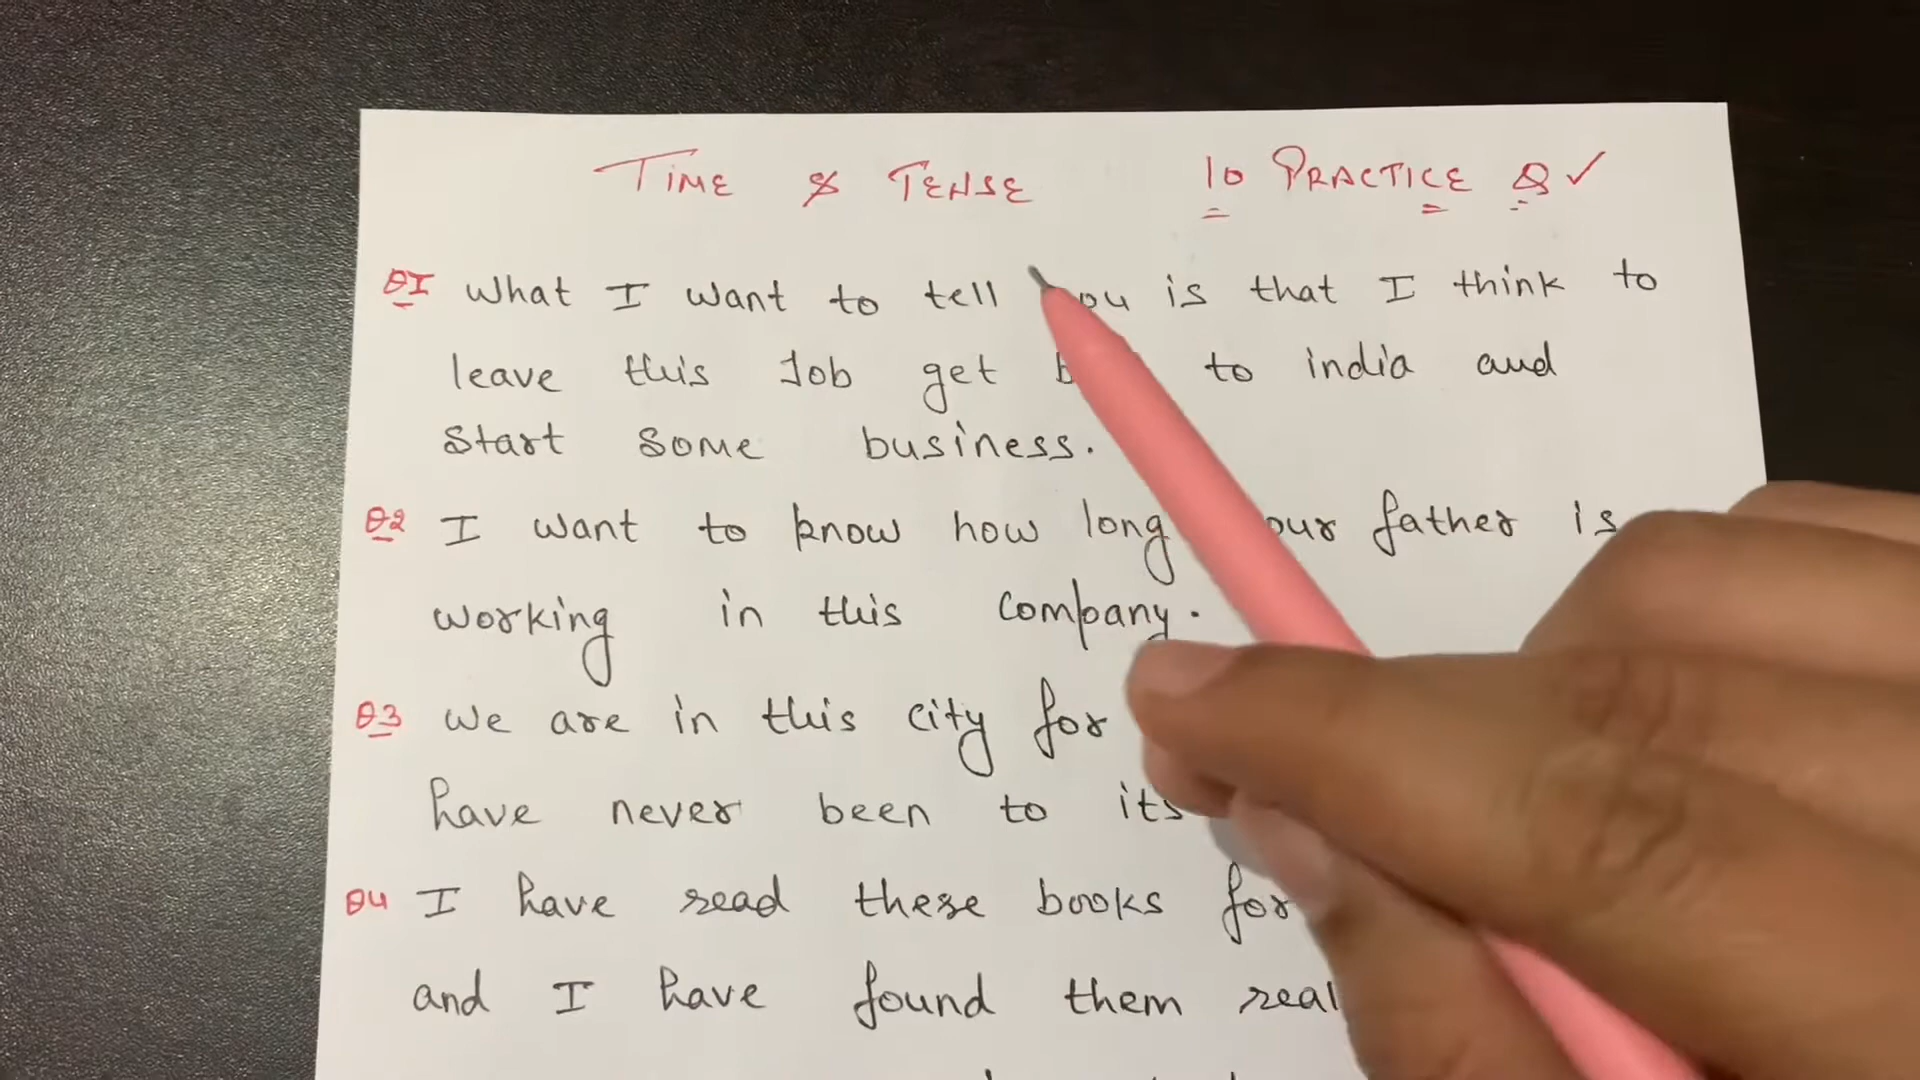 TIME & TENSE 10 PRACTICE Q ✓
Q1 What I want to tell is that I think to
leave this Job get to india and
start some business.
Q2 I want to know how long father is
working in this company.
Q3 we are in this city for
have never been to its
Q4 I have read these books for
and I have found them